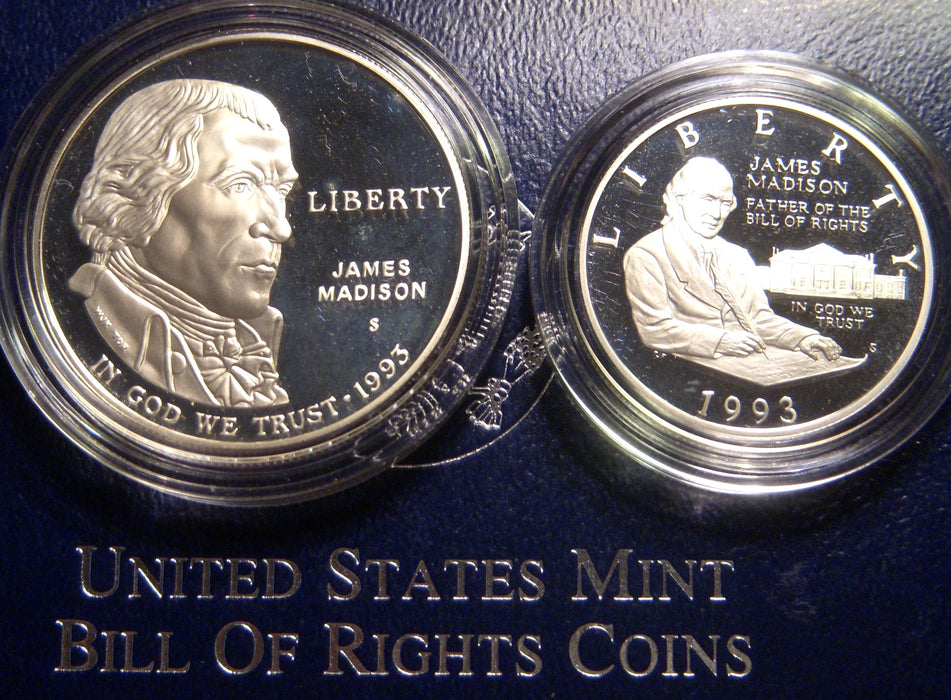 LIBERTY
JAMES
MADISON
S
IN GOD WE TRUST · 1993
LIBERTY
JAMES
MADISON
FATHER OF THE
BILL OF RIGHTS
IN GOD WE
TRUST
S
1993
UNITED STATES MINT
BILL OF RIGHTS COINS